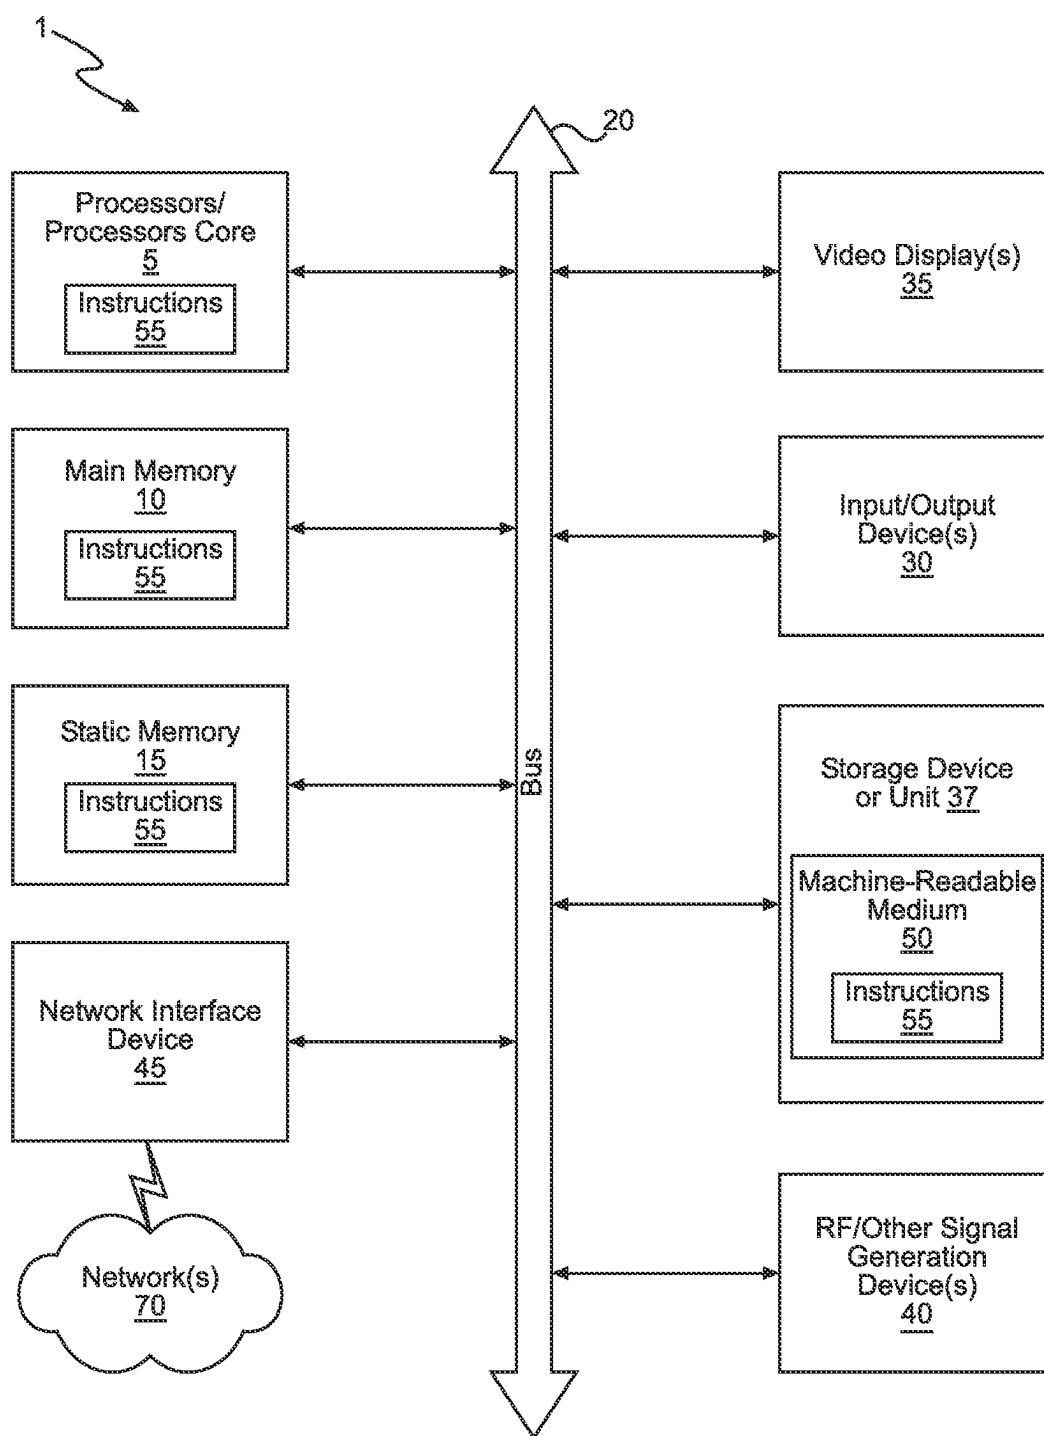 1
20
Processors/
Processors Core
5
Instructions
55
Main Memory
10
Instructions
55
Static Memory
15
Instructions
55
Network Interface
Device
45
Network(s)
70
Bus
Video Display(s)
35
Input/Output
Device(s)
30
Storage Device
or Unit 37
Machine-Readable
Medium
50
Instructions
55
RF/Other Signal
Generation
Device(s)
40